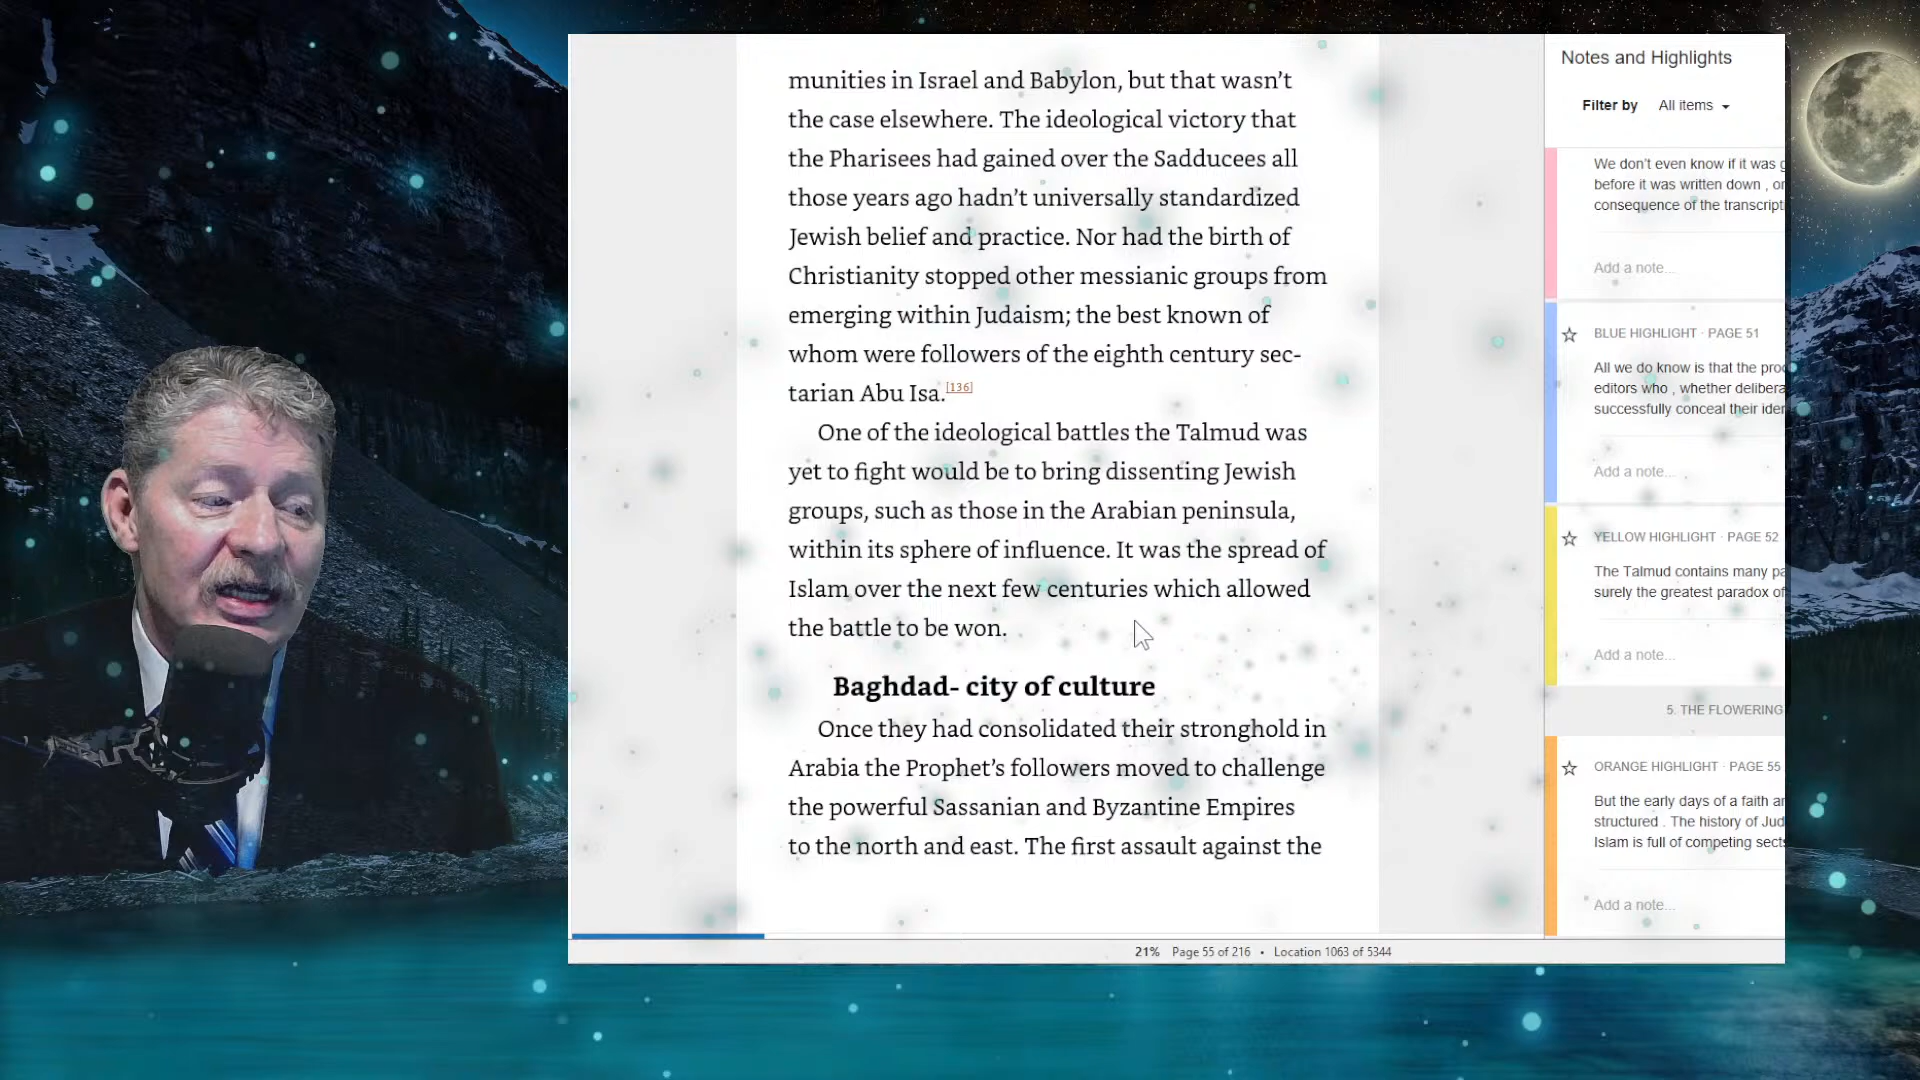 munities in Israel and Babylon, but that wasn’t
the case elsewhere. The ideological victory that
the Pharisees had gained over the Sadducees all
those years ago hadn’t universally standardized
Jewish belief and practice. Nor had the birth of
Christianity stopped other messianic groups from
emerging within Judaism; the best known of
whom were followers of the eighth century sec-
tarian Abu Isa.[136]
One of the ideological battles the Talmud was
yet to fight would be to bring dissenting Jewish
groups, such as those in the Arabian peninsula,
within its sphere of influence. It was the spread of
Islam over the next few centuries which allowed
the battle to be won.
Baghdad- city of culture
Once they had consolidated their stronghold in
Arabia the Prophet’s followers moved to challenge
the powerful Sassanian and Byzantine Empires
to the north and east. The first assault against the
21% Page 55 of 216 • Location 1063 of 5344
Notes and Highlights
Filter by All items
We don’t even know if it was
before it was written down , or
consequence of the transcript
Add a note...
BLUE HIGHLIGHT · PAGE 51
All we do know is that the
editors who , whether
successfully conceal their
Add a note...
YELLOW HIGHLIGHT · PAGE 52
The Talmud contains many
surely the greatest paradox of
Add a note...
5. THE FLOWERING
ORANGE HIGHLIGHT · PAGE 55
But the early days of a faith
structured . The history of
Islam is full of competing sects
Add a note...